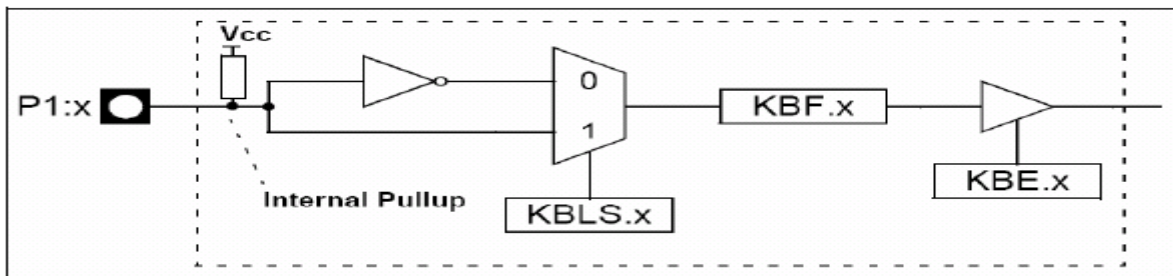 Vcc
0
P1:x
KBF.x
1
KBE.x
Internal Pullup
KBLS.x